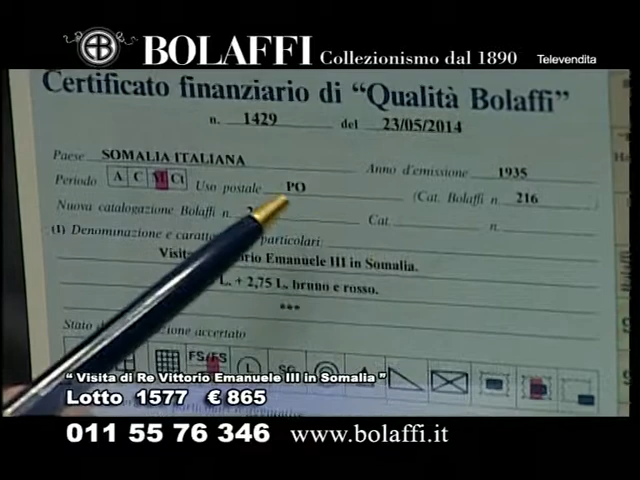 BOLAFFI Collezionismo dal 1890 Televendita
Certificato finanziario di “Qualità Bolaffi”
n. 1429 del 23/05/2014
Paese SOMALIA ITALIANA Anno d'emissione 1935
Periodo A C M Ct Uso postale PO (Cat. Bolaffi n. 216 )
Nuova catalogazione Bolaffi n. Cat. n.
(1) Denominazione e caratt particolari:
Visita Emanuele III in Somalia.
L. + 2,75 L. bruno e rosso.
***
Stato di zione accertato
FS/FS L SG
“ Visita di Re Vittorio Emanuele III in Somalia ”
Lotto 1577 € 865
011 55 76 346 www.bolaffi.it